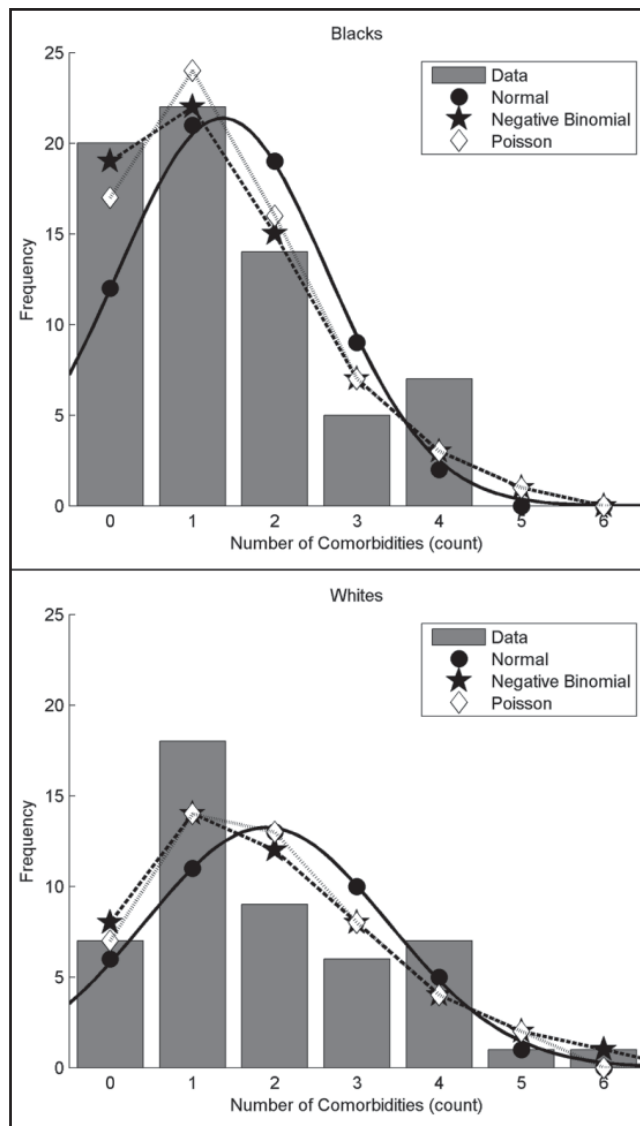 Blacks
25
20
15
10
5
0
Frequency
Data
Normal
Negative Binomial
Poisson
0 1 2 3 4 5 6
Number of Comorbidities (count)
Whites
25
20
15
10
5
0
Frequency
Data
Normal
Negative Binomial
Poisson
0 1 2 3 4 5 6
Number of Comorbidities (count)